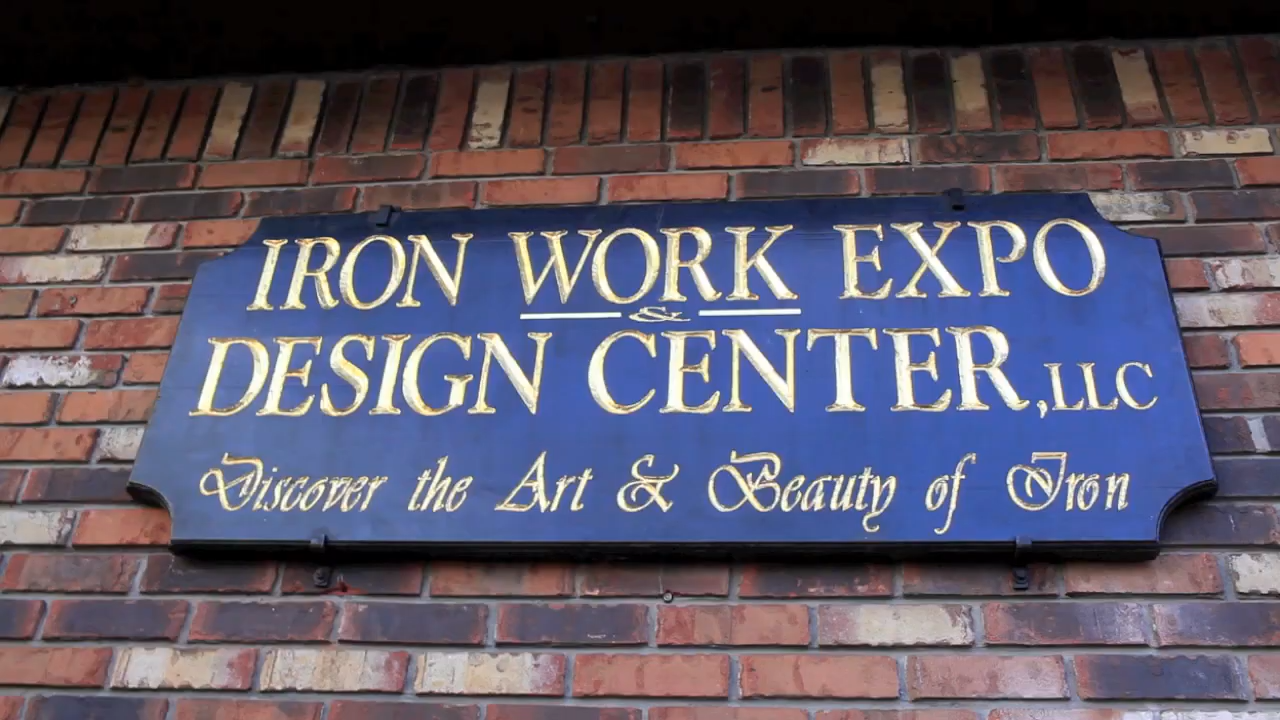 IRON WORK EXPO
&
DESIGN CENTER, LLC
Discover the Art & Beauty of Iron